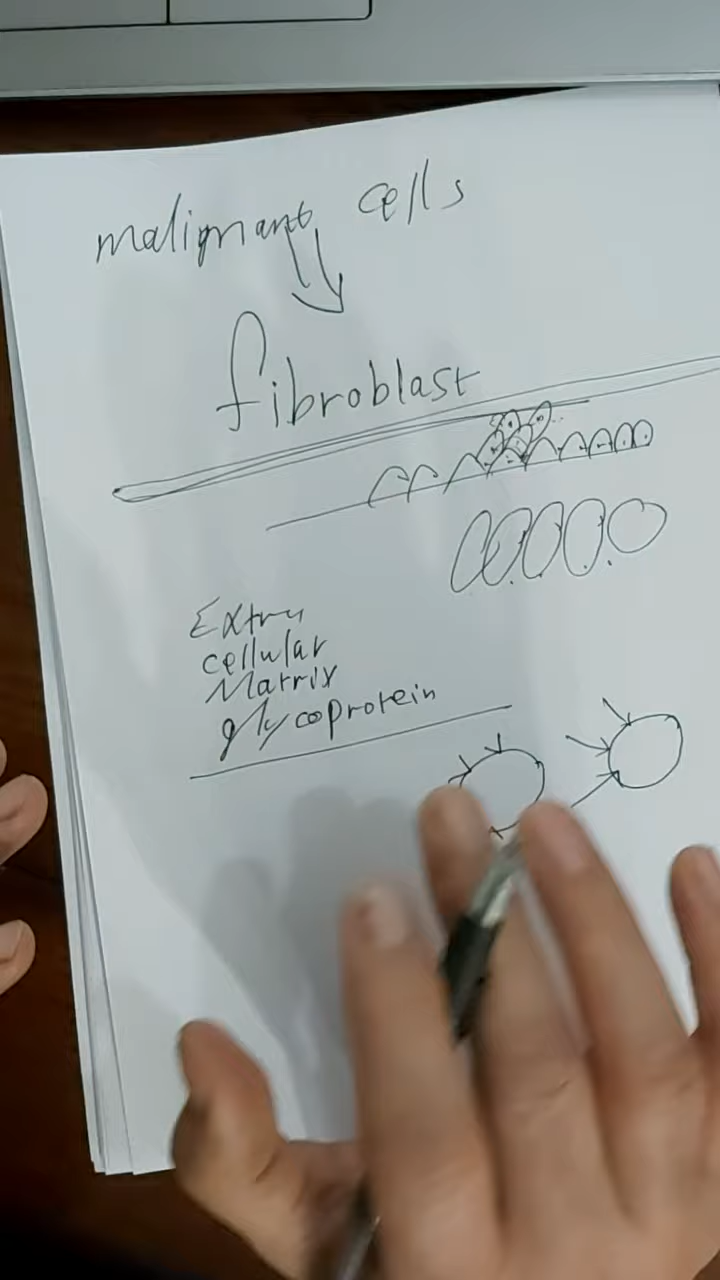 malignant cells
fibroblast
Extra
cellular
Matrix
glycoprotein